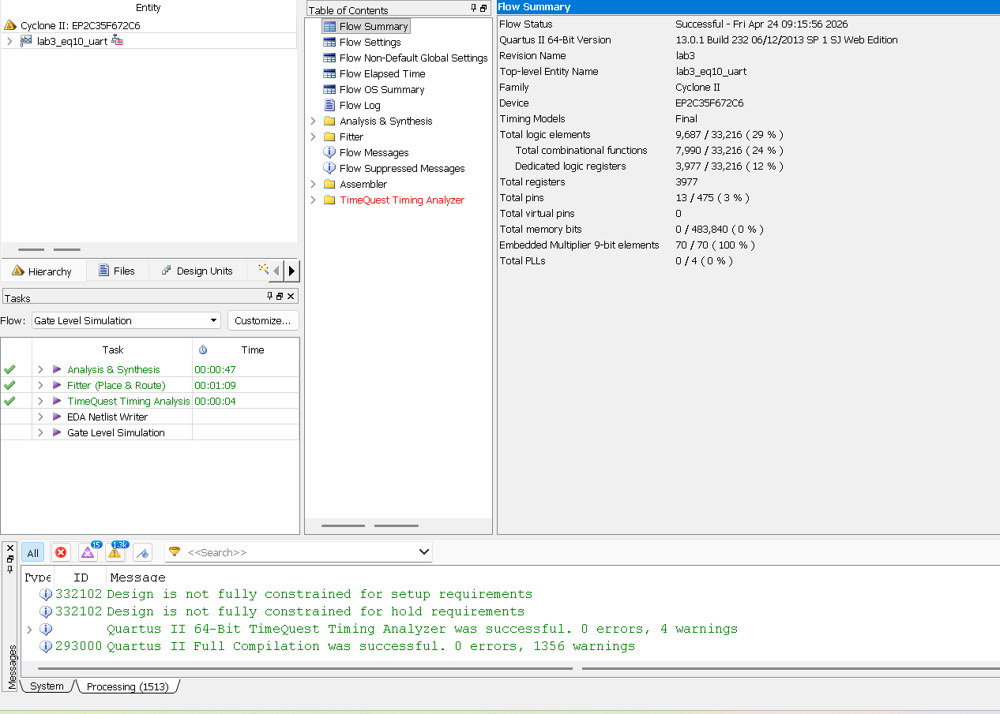 Entity
Cyclone II: EP2C35F672C6
abd lab3_eq10_uart
Hierarchy Files Design Units
Tasks
Flow: Gate Level Simulation Customize...
Task Time
Analysis & Synthesis 00:00:47
Fitter (Place & Route) 00:01:09
TimeQuest Timing Analysis 00:00:04
EDA Netlist Writer
Gate Level Simulation
Table of Contents
Flow Summary
Flow Settings
Flow Non-Default Global Settings
Flow Elapsed Time
Flow OS Summary
Flow Log
Analysis & Synthesis
Fitter
Flow Messages
Flow Suppressed Messages
Assembler
TimeQuest Timing Analyzer
Flow Summary
Flow Status Successful - Fri Apr 24 09:15:56 2026
Quartus II 64-Bit Version 13.0.1 Build 232 06/12/2013 SP 1 SJ Web Edition
Revision Name lab3
Top-level Entity Name lab3_eq10_uart
Family Cyclone II
Device EP2C35F672C6
Timing Models Final
Total logic elements 9,687 / 33,216 ( 29 % )
Total combinational functions 7,990 / 33,216 ( 24 % )
Dedicated logic registers 3,977 / 33,216 ( 12 % )
Total registers 3977
Total pins 13 / 475 ( 3 % )
Total virtual pins 0
Total memory bits 0 / 483,840 ( 0 % )
Embedded Multiplier 9-bit elements 70 / 70 ( 100 % )
Total PLLs 0 / 4 ( 0 % )
All 15 1.3k <<Search>>
Type ID Message
332102 Design is not fully constrained for setup requirements
332102 Design is not fully constrained for hold requirements
Quartus II 64-Bit TimeQuest Timing Analyzer was successful. 0 errors, 4 warnings
293000 Quartus II Full Compilation was successful. 0 errors, 1356 warnings
Messages
System Processing (1513)